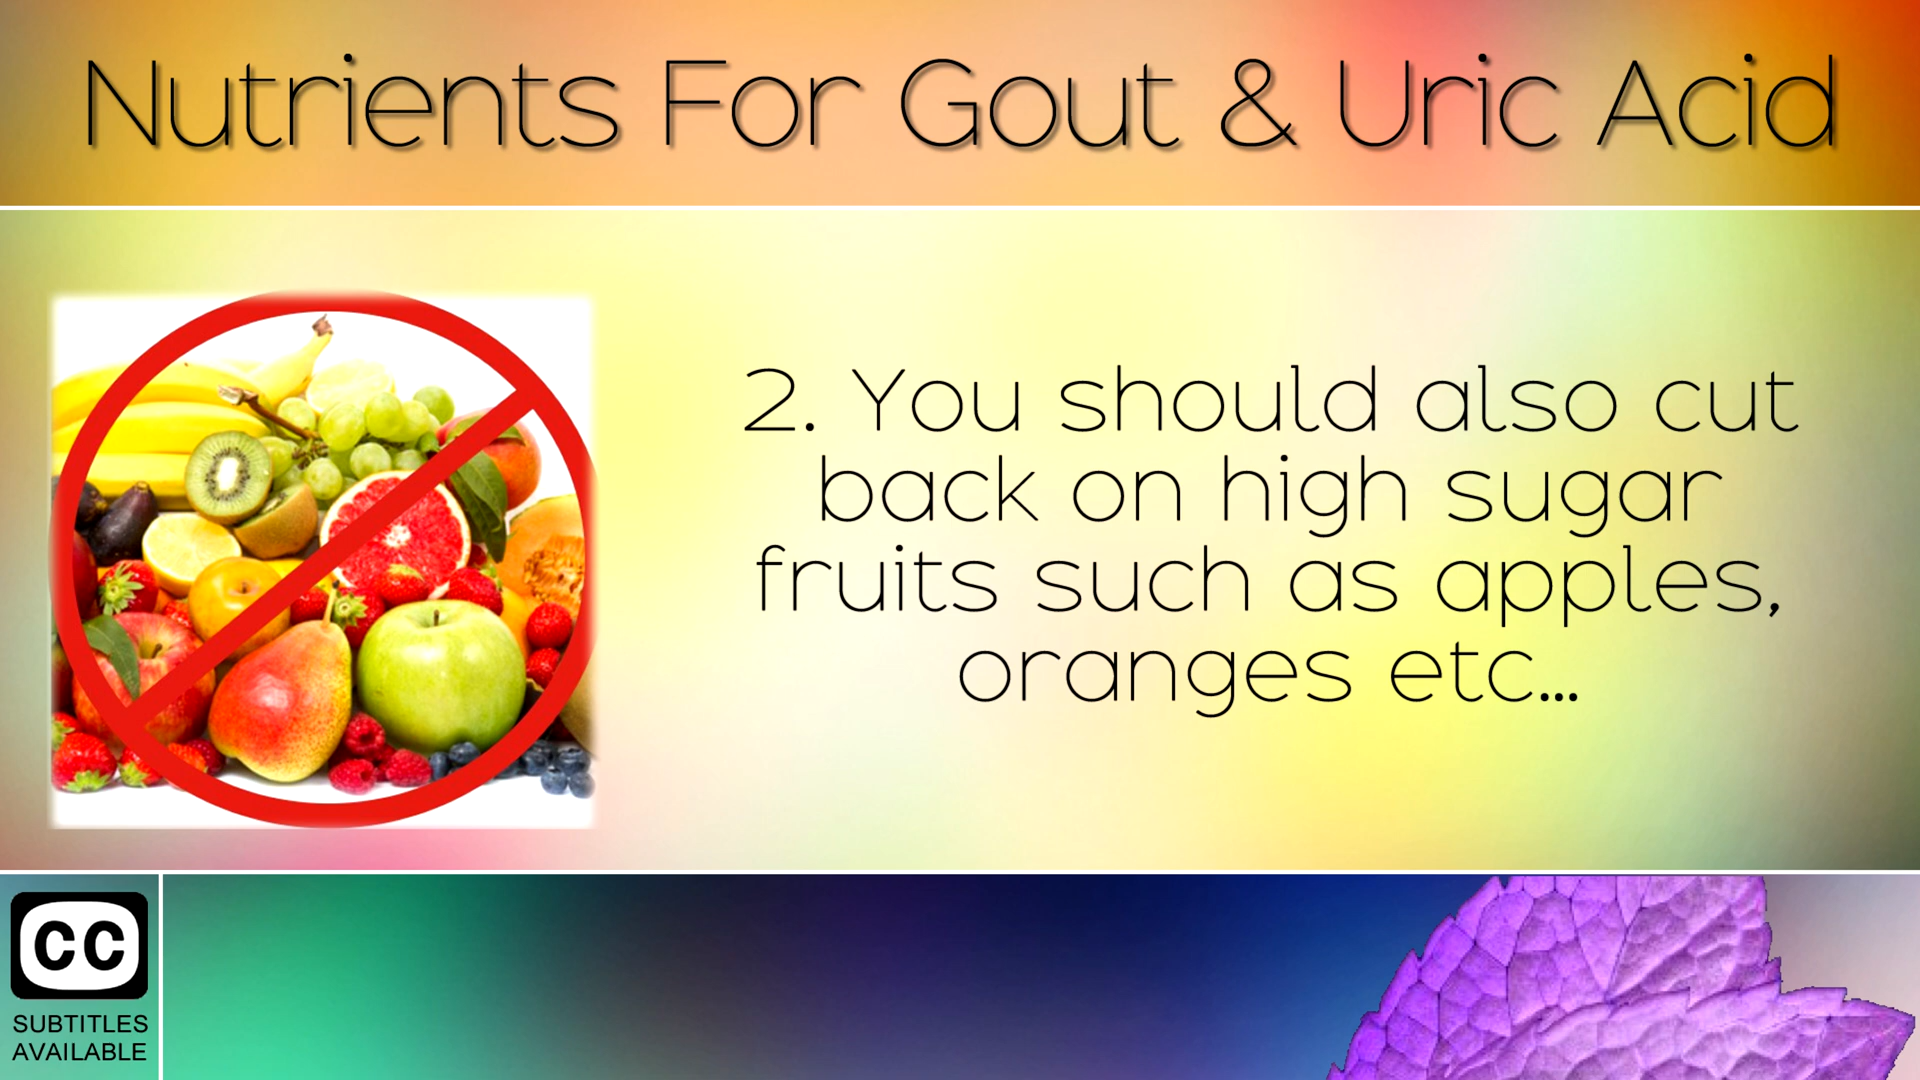 Nutrients For Gout & Uric Acid
2. You should also cut
back on high sugar
fruits such as apples,
oranges etc...
CC
SUBTITLES
AVAILABLE